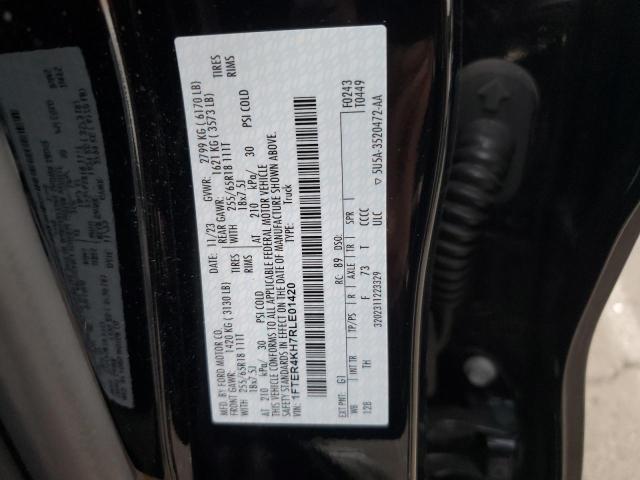 MFD. BY FORD MOTOR CO. 11/23 GVWR: 2799 KG ( 6170 LB)
FRONT GAWR: 1420 KG ( 3130 LB) REAR GAWR: 1621 KG ( 3573 LB)
WITH 255/65R18 111T TIRES WITH 255/65R18 111T TIRES
18x7.5J RIMS 18x7.5J RIMS
AT 210 kPa/ 30 PSI COLD AT 210 kPa/ 30 PSI COLD
THIS VEHICLE CONFORMS TO ALL APPLICABLE FEDERAL MOTOR VEHICLE
SAFETY STANDARDS IN EFFECT ON THE DATE OF MANUFACTURE SHOWN ABOVE.
VIN: 1FTER4KH7RLE01420 TYPE: Truck
F0243
T0449
EXT PNT: G1 RC: B9 DSO:
WB INT TR TP/PS R AXLE TR SPR
128 TH F 73 T CCCC
3202311223329 ULC
▽ 5U5A-3520472-AA